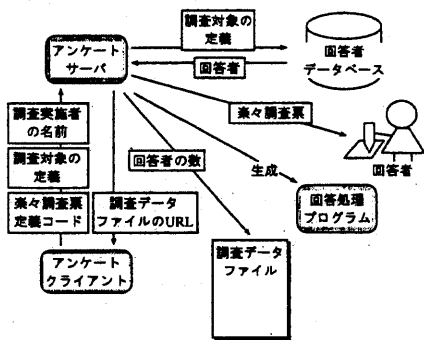 調査対象の
定義
アンケート
サーバ
回答者
回答者
データベース
楽々調査票
調査実施者
の名前
調査対象の
定義
楽々調査票
定義コード
回答者の数
生成
回答者
調査データ
ファイルのURL
回答処理
プログラム
アンケート
クライアント
調査データ
ファイル